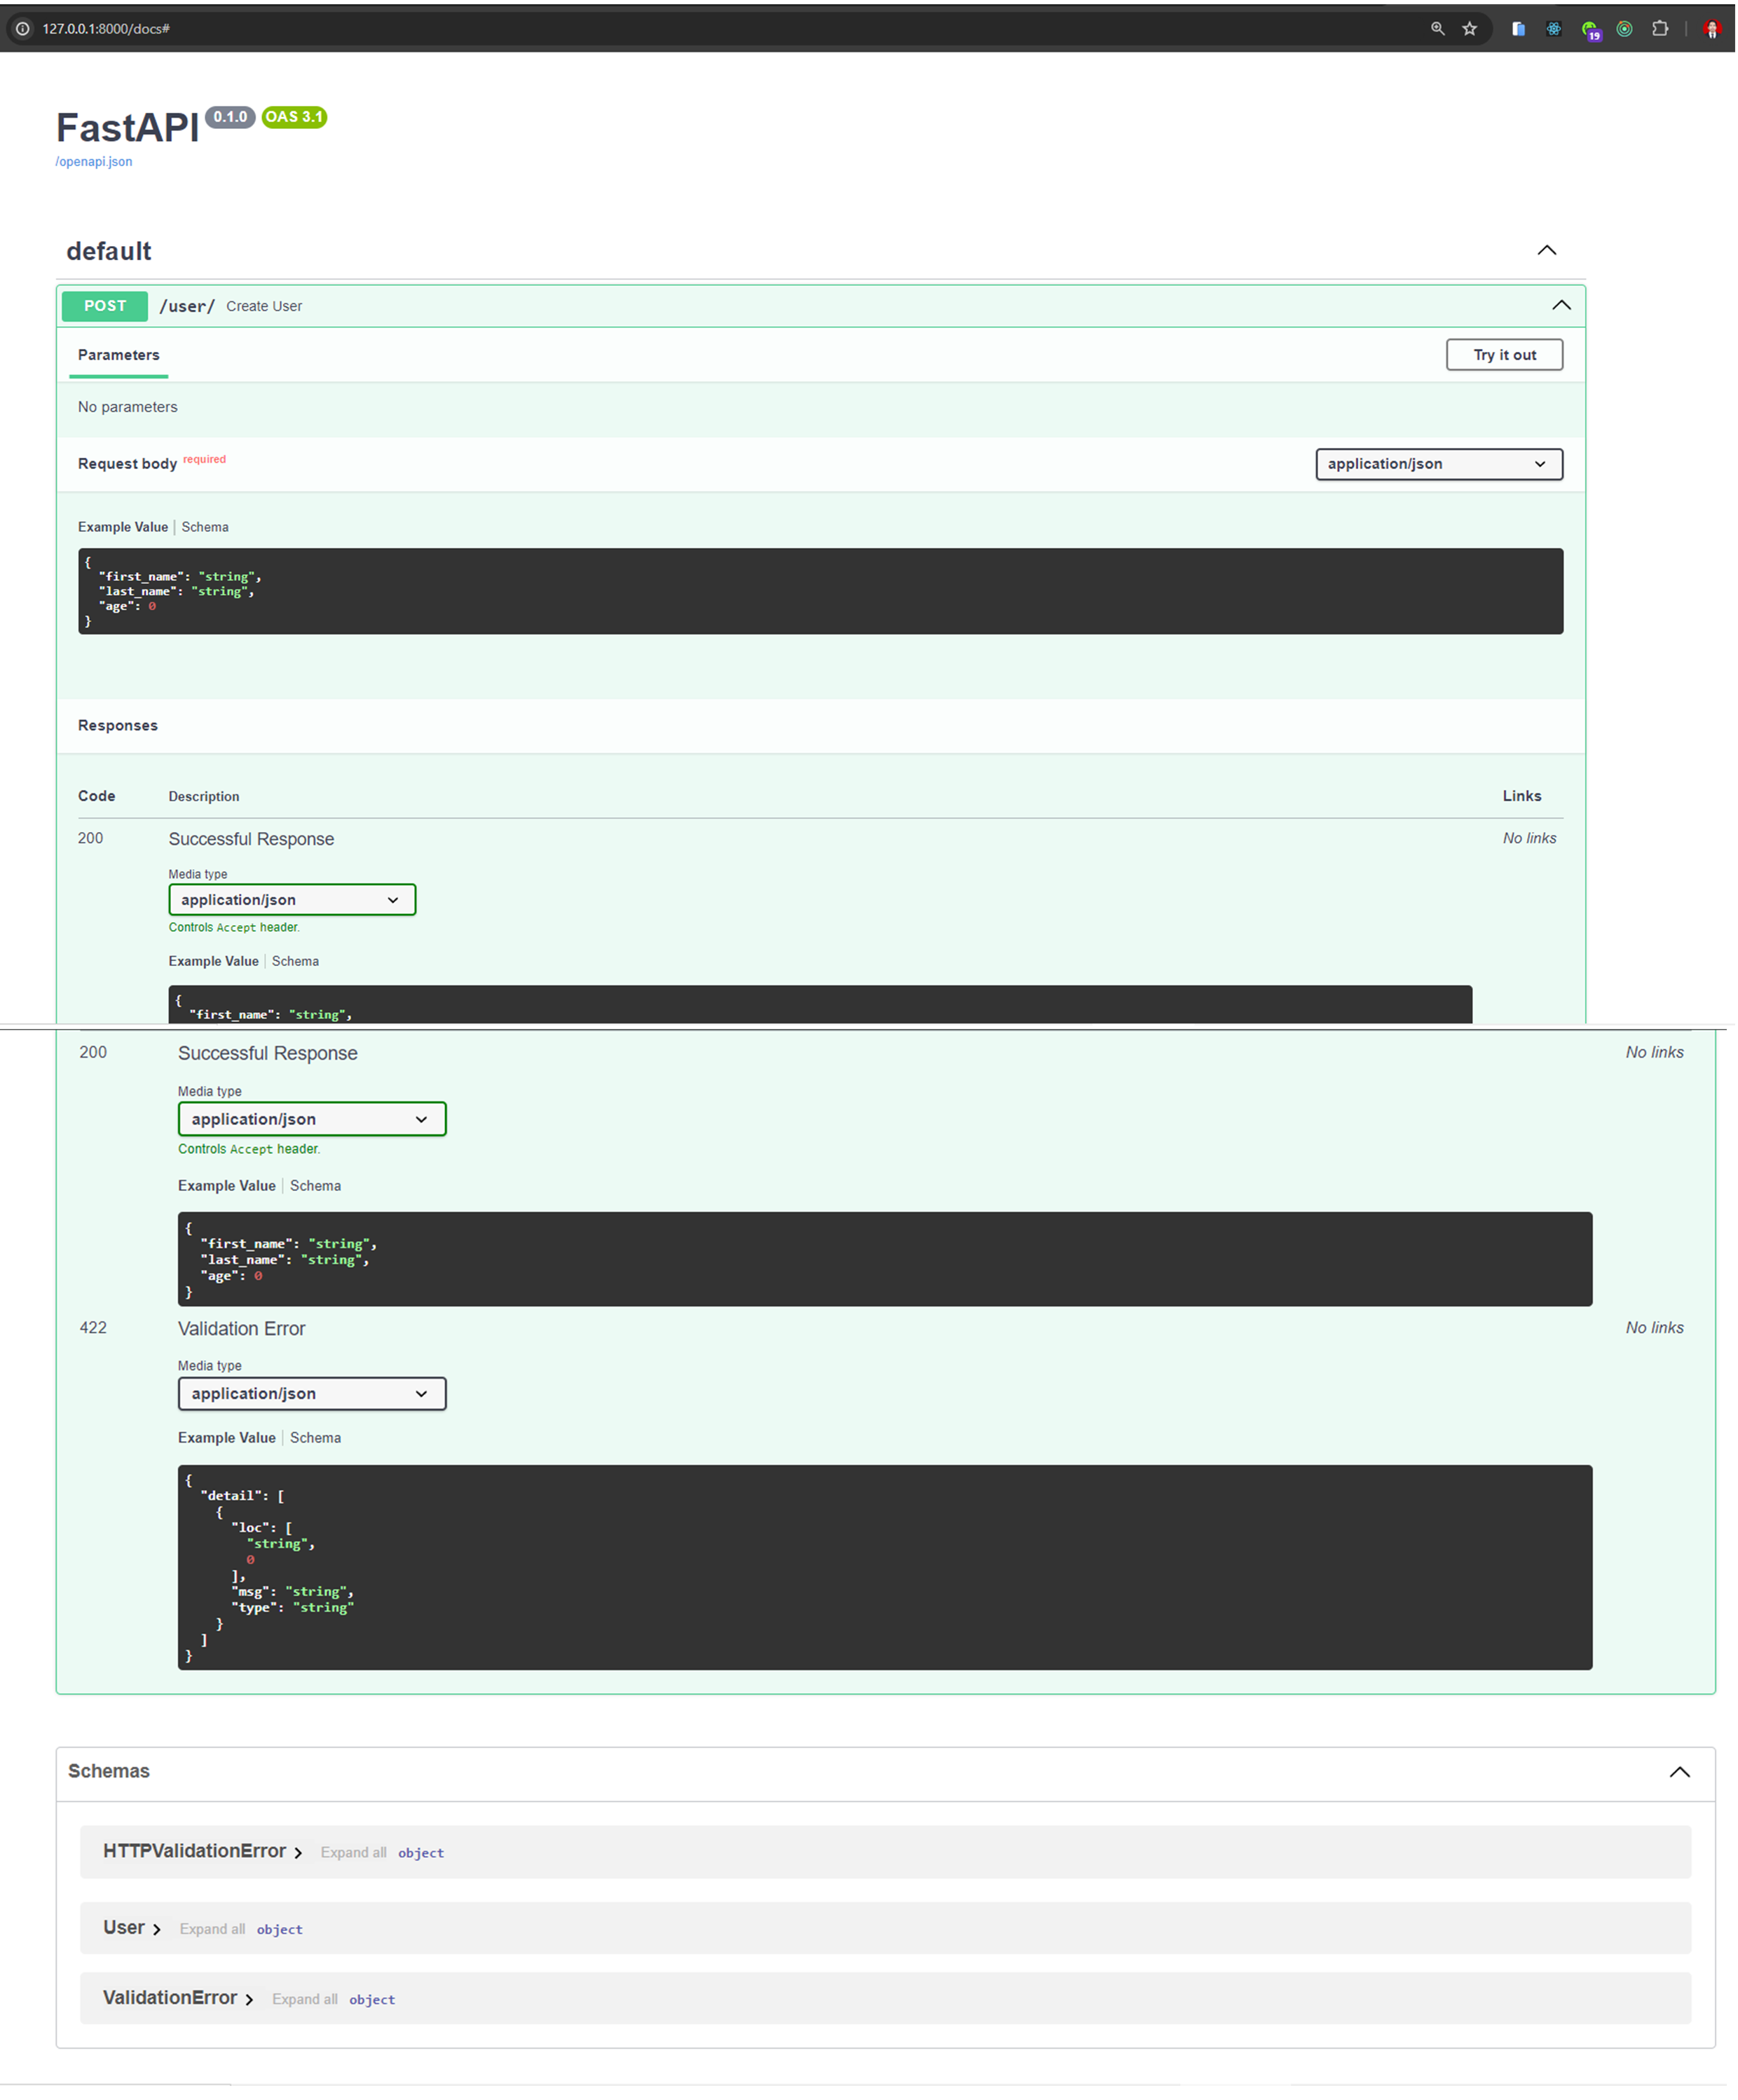 127.0.0.1:8000/docs#
19
FastAPI 0.1.0 OAS 3.1
/openapi.json
default
POST /user/ Create User
Parameters
Try it out
No parameters
Request body required
application/json
Example Value | Schema
{
"first_name": "string",
"last_name": "string",
"age": 0
}
Responses
Code Description Links
200 Successful Response No links
Media type
application/json
Controls Accept header.
Example Value | Schema
{
"first_name": "string",
200 Successful Response No links
Media type
application/json
Controls Accept header.
Example Value | Schema
{
"first_name": "string",
"last_name": "string",
"age": 0
}
422 Validation Error No links
Media type
application/json
Example Value | Schema
{
"detail": [
{
"loc": [
"string",
0
],
"msg": "string",
"type": "string"
}
]
}
Schemas
HTTPValidationError Expand all object
User Expand all object
ValidationError Expand all object